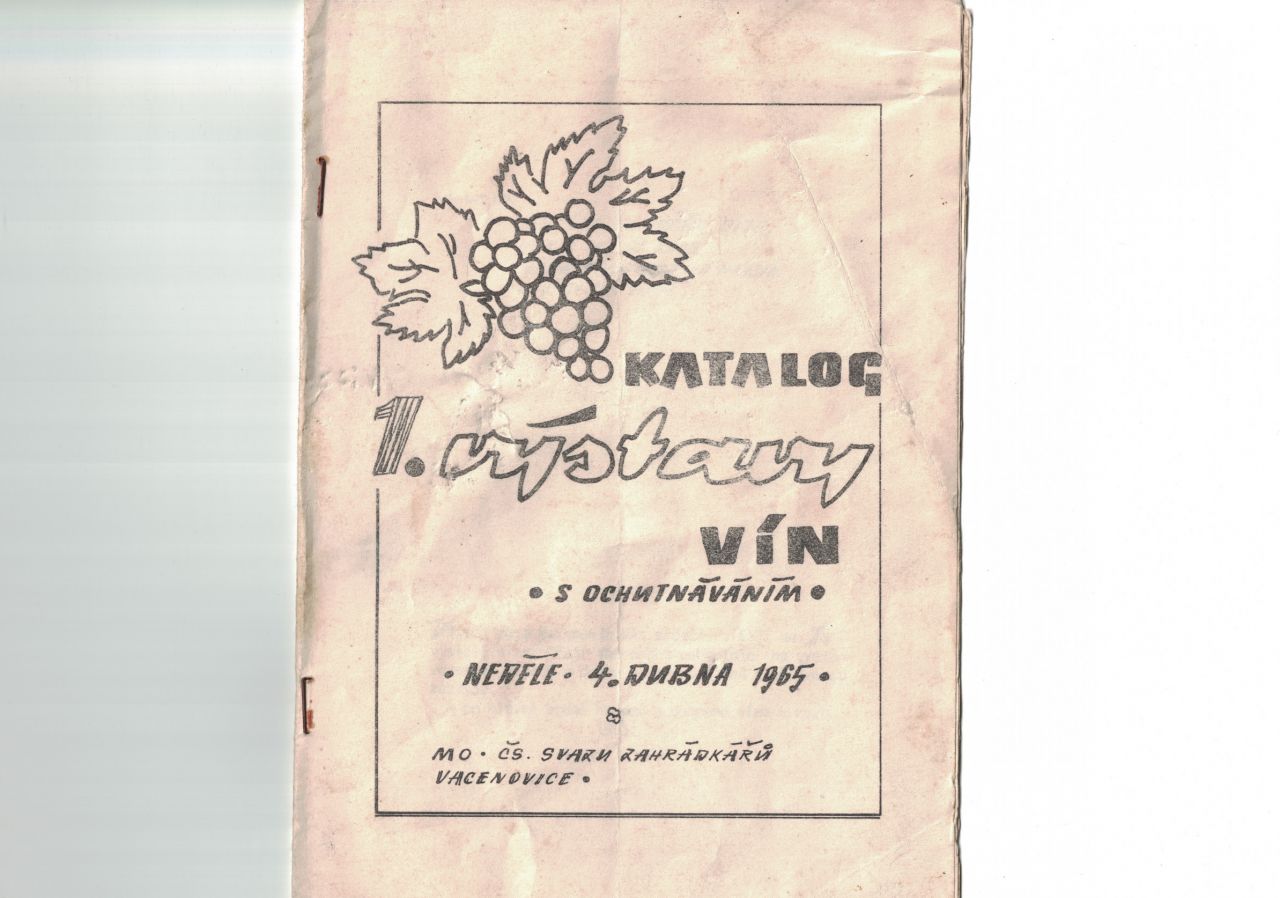 KATALOG
1. výstavy
VÍN
• S OCHUTNÁVÁNÍM •
• NEDĚLE • 4. DUBNA 1965 •
MO • ČS. SVAZU ZAHRÁDKÁŘŮ
VACENOVICE •